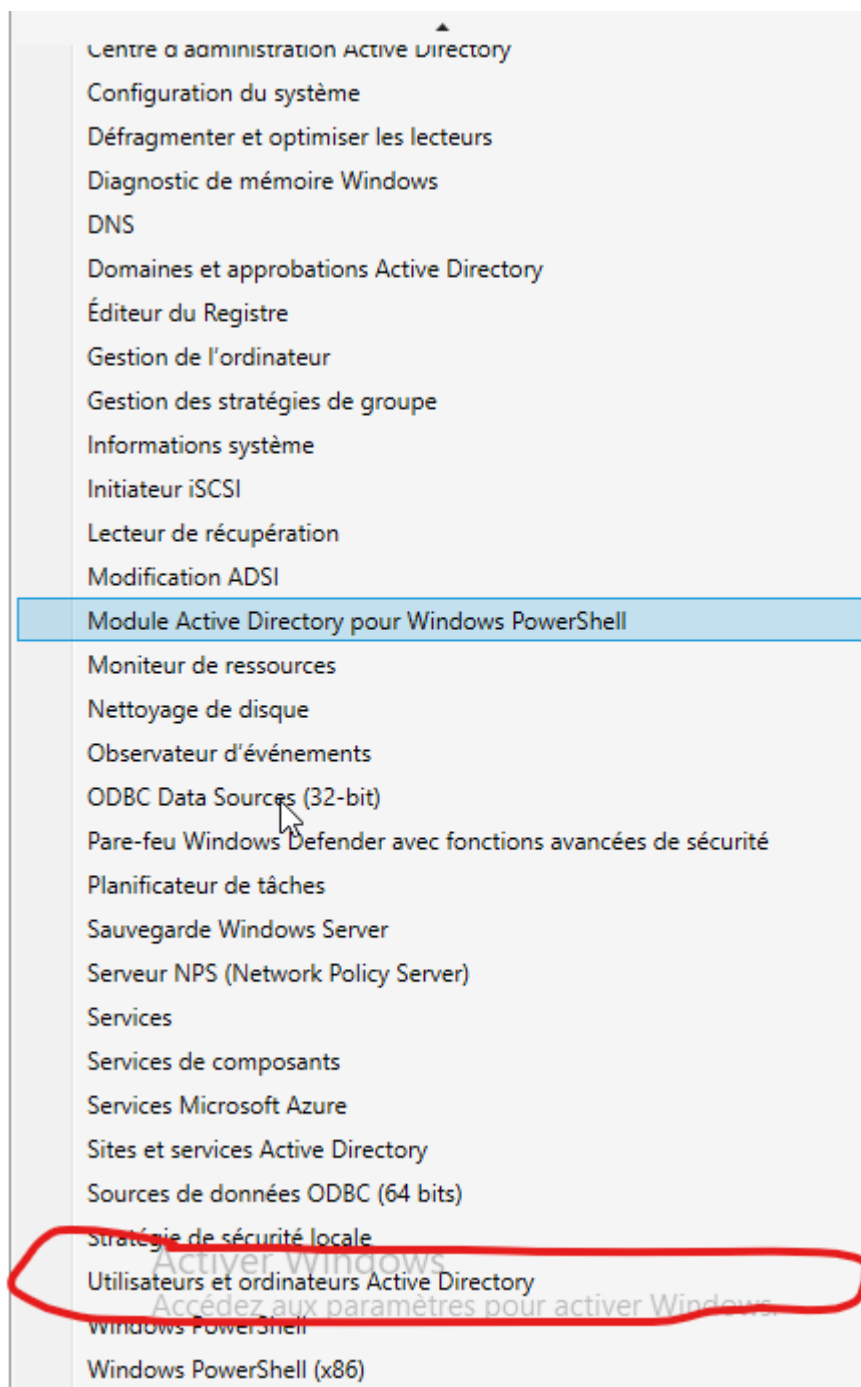 Centre d'administration Active Directory
Configuration du système
Défragmenter et optimiser les lecteurs
Diagnostic de mémoire Windows
DNS
Domaines et approbations Active Directory
Éditeur du Registre
Gestion de l'ordinateur
Gestion des stratégies de groupe
Informations système
Initiateur iSCSI
Lecteur de récupération
Modification ADSI
Module Active Directory pour Windows PowerShell
Moniteur de ressources
Nettoyage de disque
Observateur d'événements
ODBC Data Sources (32-bit)
Pare-feu Windows Defender avec fonctions avancées de sécurité
Planificateur de tâches
Sauvegarde Windows Server
Serveur NPS (Network Policy Server)
Services
Services de composants
Services Microsoft Azure
Sites et services Active Directory
Sources de données ODBC (64 bits)
Stratégie de sécurité locale
Activer Windows
Utilisateurs et ordinateurs Active Directory
Accédez aux paramètres pour activer Windows.
Windows PowerShell
Windows PowerShell (x86)